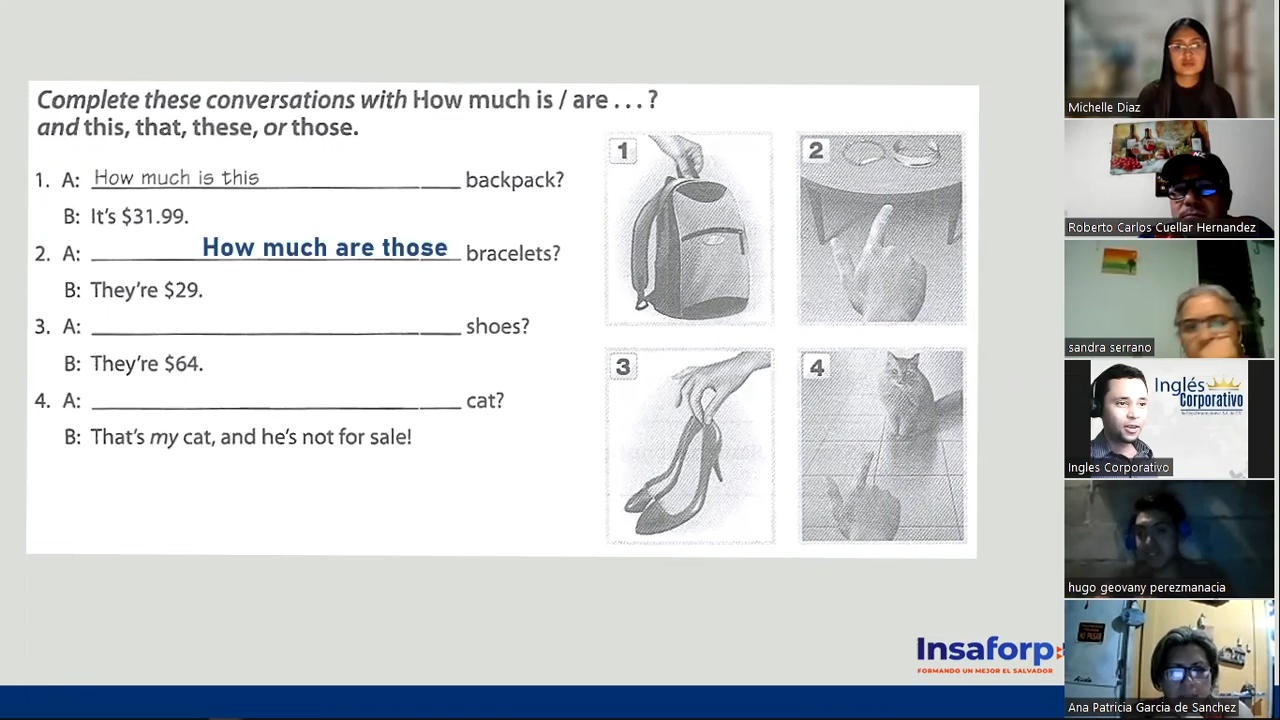 Complete these conversations with How much is / are . . . ?
and this, that, these, or those.
1. A: How much is this backpack?
B: It's $31.99.
2. A: How much are those bracelets?
B: They're $29.
3. A: shoes?
B: They're $64.
4. A: cat?
B: That's my cat, and he's not for sale!
1
2
3
4
Insaforp
FORMANDO UN MEJOR EL SALVADOR
Michelle Diaz
Roberto Carlos Cuellar Hernandez
sandra serrano
Inglés
Corporativo
Ingles Corporativo
hugo geovany perezmanacia
NO PASAR
Ana Patricia Garcia de Sanchez